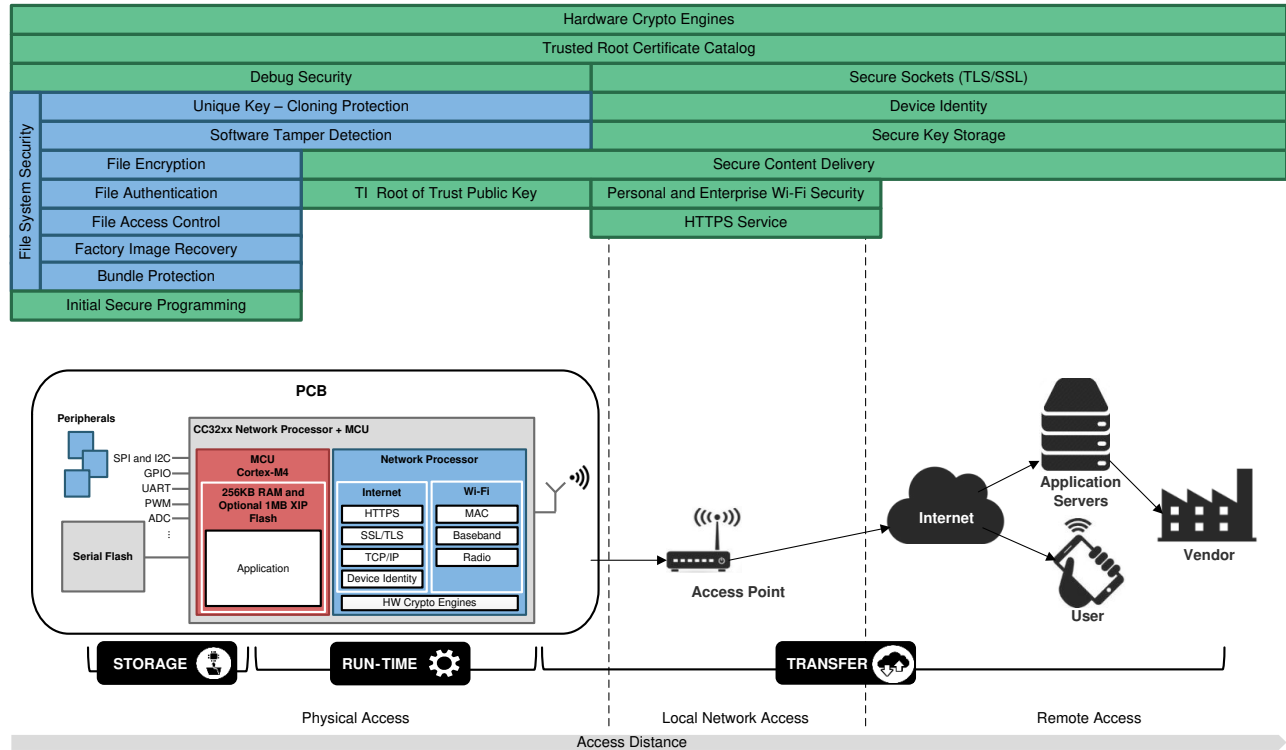 Hardware Crypto Engines
Trusted Root Certificate Catalog
Debug Security
Secure Sockets (TLS/SSL)
File System Security
Unique Key – Cloning Protection
Device Identity
Software Tamper Detection
Secure Key Storage
File Encryption
Secure Content Delivery
File Authentication
TI Root of Trust Public Key
Personal and Enterprise Wi-Fi Security
File Access Control
HTTPS Service
Factory Image Recovery
Bundle Protection
Initial Secure Programming
PCB
Peripherals
SPI and I2C
GPIO
UART
PWM
ADC
⋮
Serial Flash
CC32xx Network Processor + MCU
MCU
Cortex-M4
256KB RAM and
Optional 1MB XIP
Flash
Application
Network Processor
Internet
HTTPS
SSL/TLS
TCP/IP
Device Identity
Wi-Fi
MAC
Baseband
Radio
HW Crypto Engines
Access Point
Internet
Application
Servers
User
Vendor
STORAGE
RUN-TIME
TRANSFER
Physical Access
Local Network Access
Remote Access
Access Distance